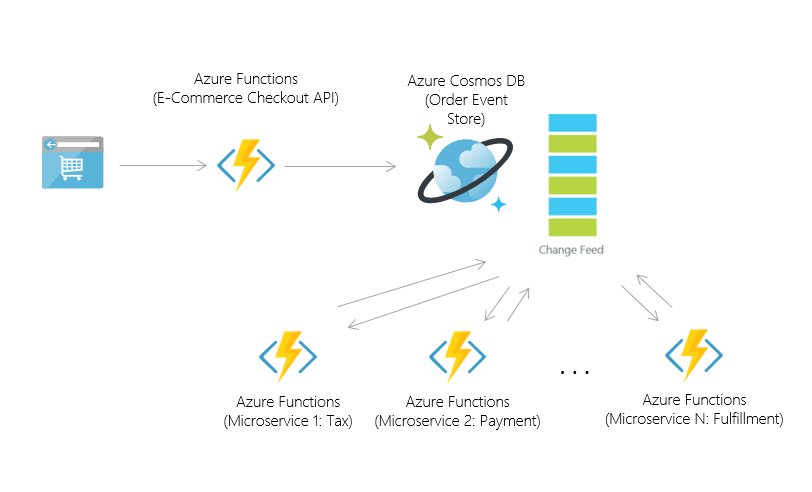 Azure Functions
(E-Commerce Checkout API)
Azure Cosmos DB
(Order Event
Store)
Change Feed
Azure Functions
(Microservice 1: Tax)
Azure Functions
(Microservice 2: Payment)
. . .
Azure Functions
(Microservice N: Fulfillment)